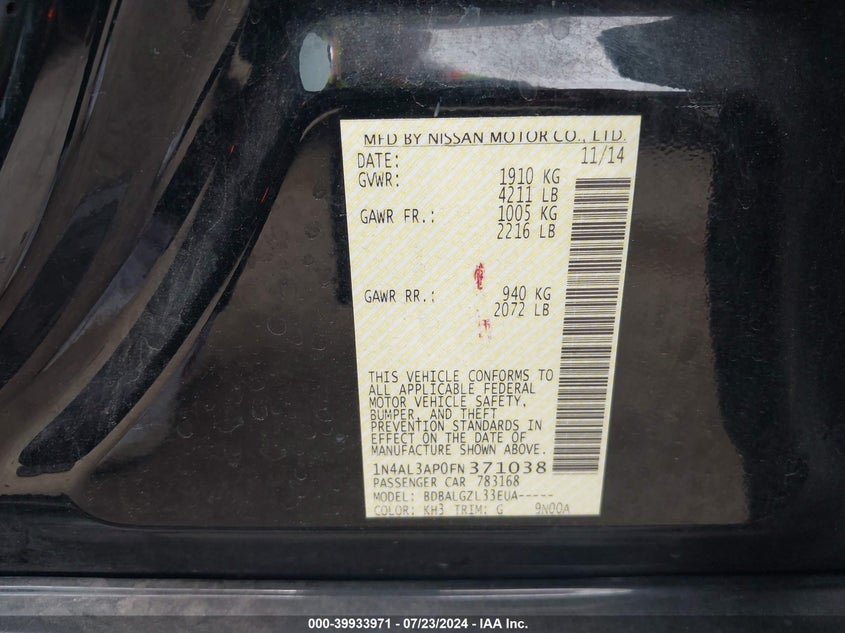 MFD BY NISSAN MOTOR CO., LTD.
DATE: 11/14
GVWR: 1910 KG
4211 LB
GAWR FR.: 1005 KG
2216 LB
GAWR RR.: 940 KG
2072 LB
THIS VEHICLE CONFORMS TO
ALL APPLICABLE FEDERAL
MOTOR VEHICLE SAFETY,
BUMPER, AND THEFT
PREVENTION STANDARDS IN
EFFECT ON THE DATE OF
MANUFACTURE SHOWN ABOVE.
1N4AL3AP0FN371038
PASSENGER CAR 783168
MODEL: BDBALGZL33EUA-----
COLOR: KH3 TRIM: G 9N00A
000-39933971 - 07/23/2024 - IAA Inc.